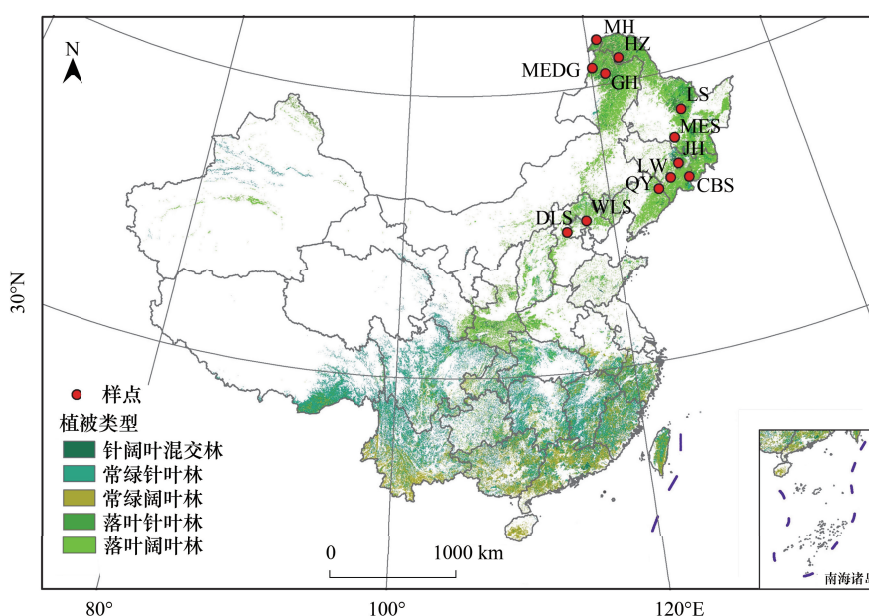 MH
HZ
N
MEDG
GH
LS
MES
JH
LW
QY
CBS
WLS
DLS
30°N
样点
植被类型
针阔叶混交林
常绿针叶林
常绿阔叶林
落叶针叶林
落叶阔叶林
0 1000 km
南海诸岛
80° 100° 120°E